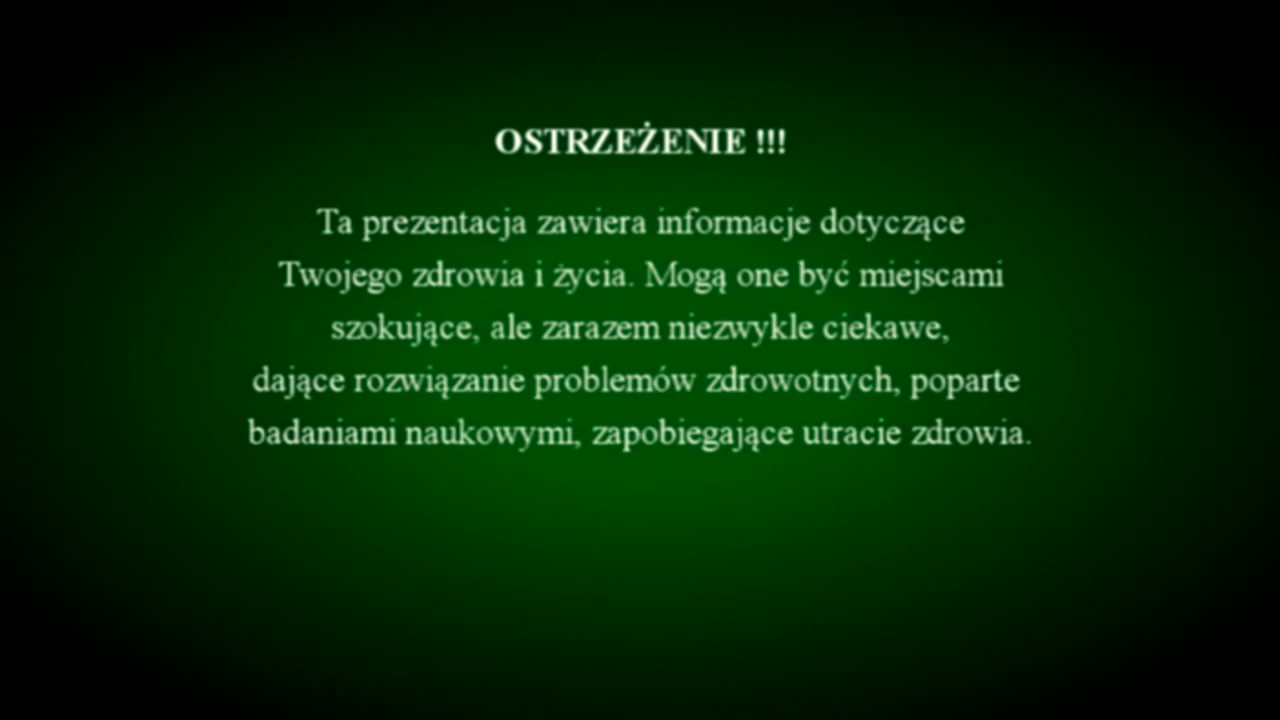 OSTRZEŻENIE !!!
Ta prezentacja zawiera informacje dotyczące
Twojego zdrowia i życia. Mogą one być miejscami
szokujące, ale zarazem niezwykle ciekawe,
dające rozwiązanie problemów zdrowotnych, poparte
badaniami naukowymi, zapobiegające utracie zdrowia.